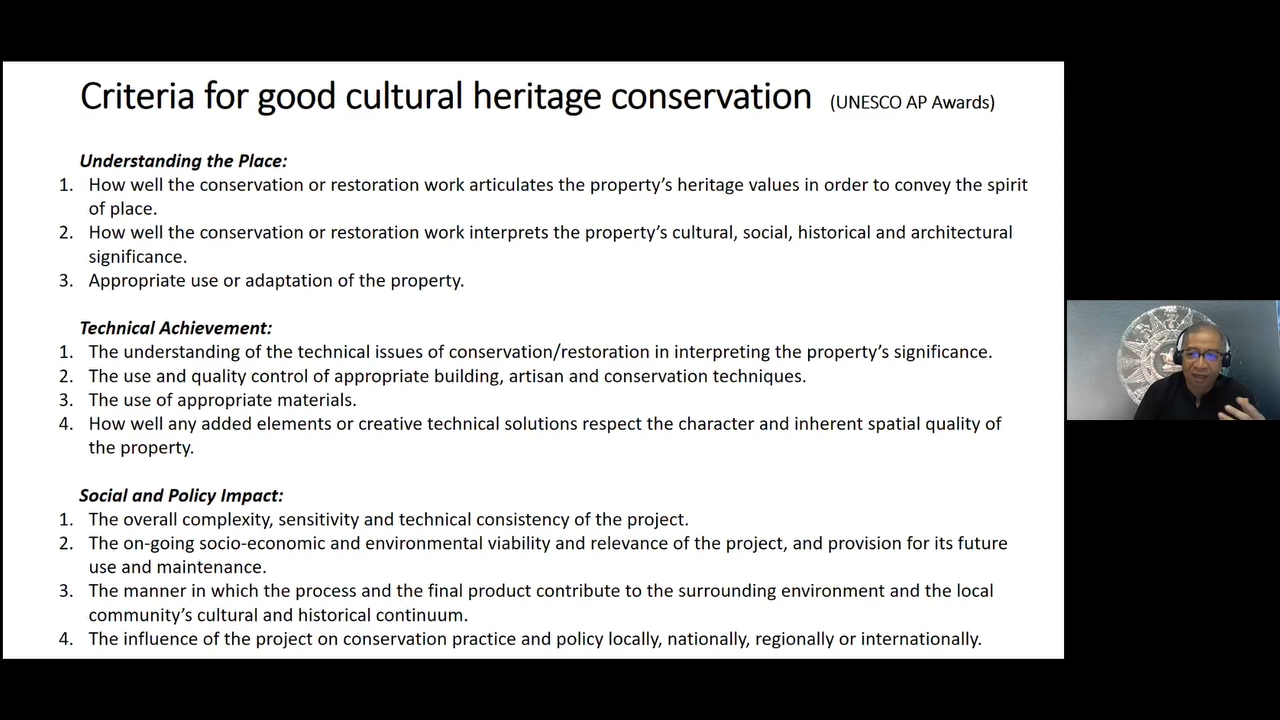 Criteria for good cultural heritage conservation (UNESCO AP Awards)
Understanding the Place:
1. How well the conservation or restoration work articulates the property’s heritage values in order to convey the spirit
of place.
2. How well the conservation or restoration work interprets the property’s cultural, social, historical and architectural
significance.
3. Appropriate use or adaptation of the property.
Technical Achievement:
1. The understanding of the technical issues of conservation/restoration in interpreting the property’s significance.
2. The use and quality control of appropriate building, artisan and conservation techniques.
3. The use of appropriate materials.
4. How well any added elements or creative technical solutions respect the character and inherent spatial quality of
the property.
Social and Policy Impact:
1. The overall complexity, sensitivity and technical consistency of the project.
2. The on-going socio-economic and environmental viability and relevance of the project, and provision for its future
use and maintenance.
3. The manner in which the process and the final product contribute to the surrounding environment and the local
community’s cultural and historical continuum.
4. The influence of the project on conservation practice and policy locally, nationally, regionally or internationally.